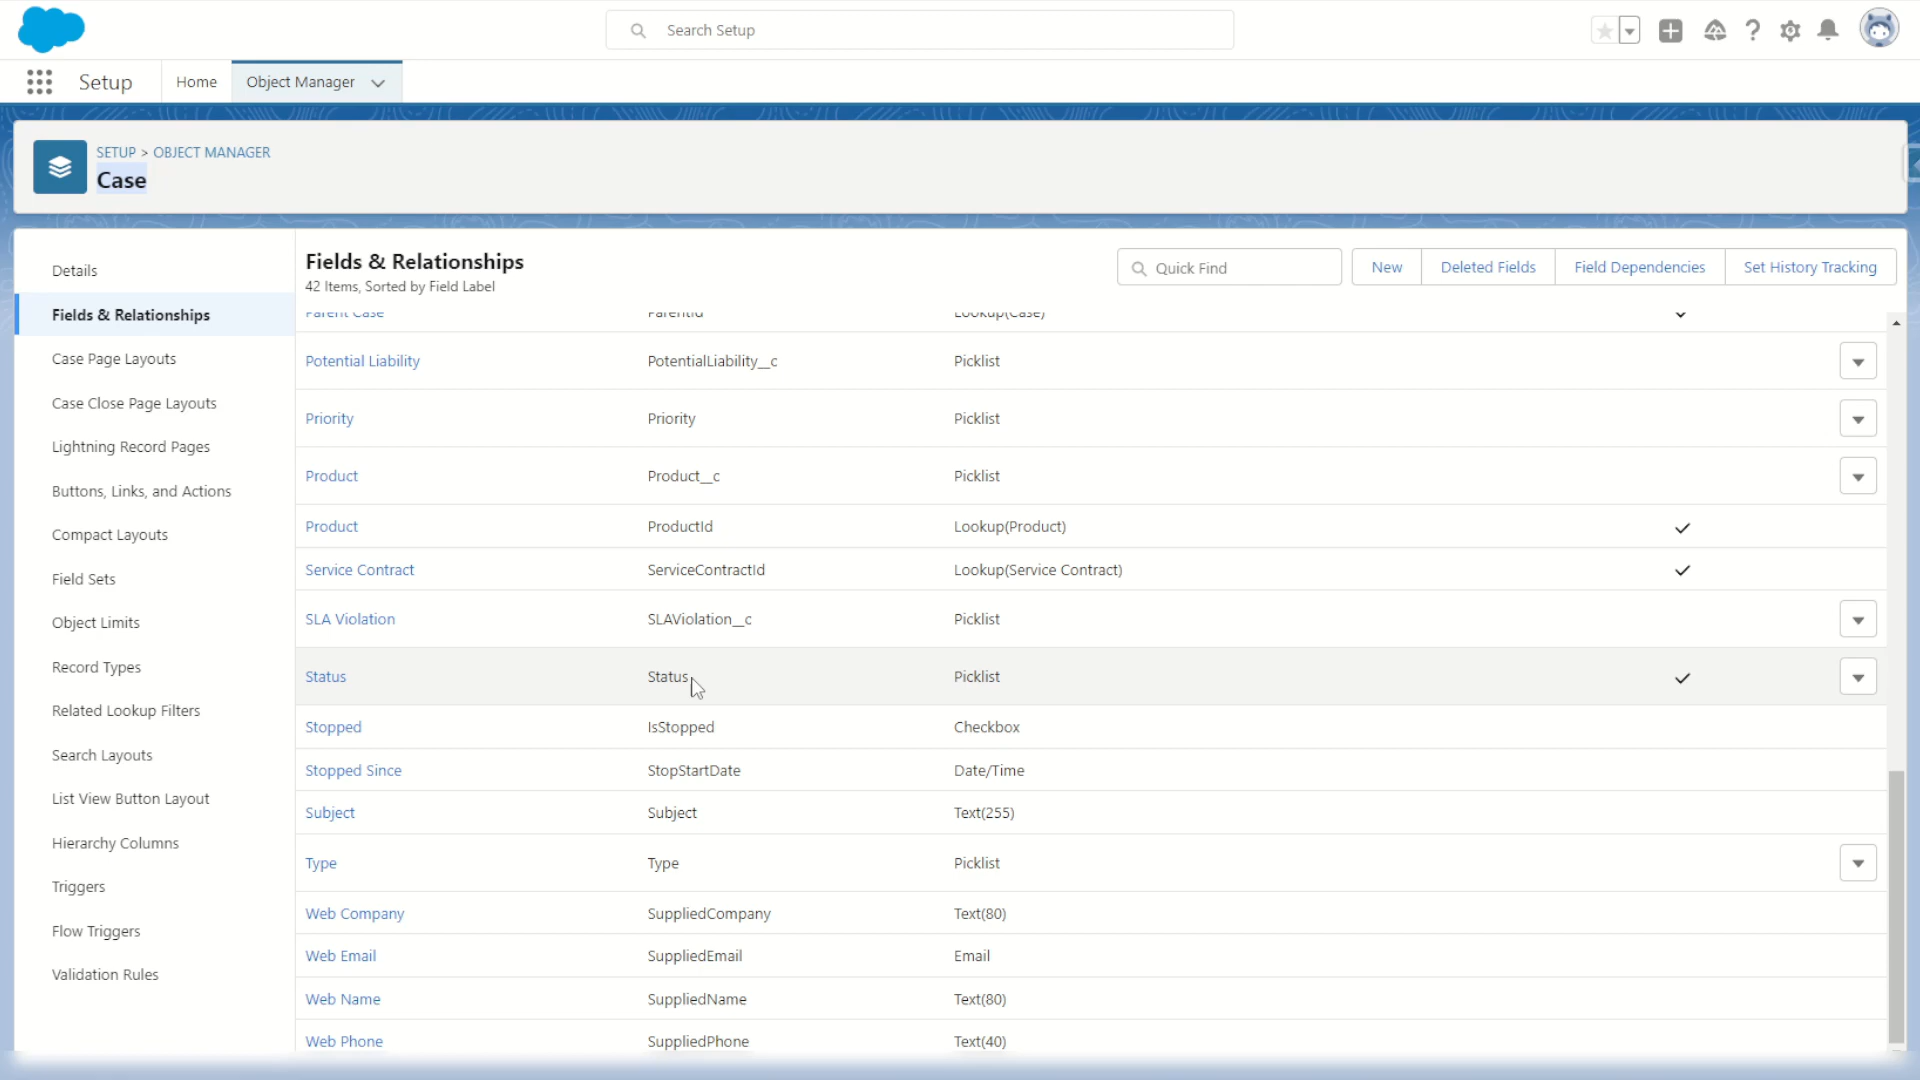 Search Setup
Setup
Home
Object Manager
SETUP > OBJECT MANAGER
Case
Details
Fields & Relationships
Case Page Layouts
Case Close Page Layouts
Lightning Record Pages
Buttons, Links, and Actions
Compact Layouts
Field Sets
Object Limits
Record Types
Related Lookup Filters
Search Layouts
List View Button Layout
Hierarchy Columns
Triggers
Flow Triggers
Validation Rules
Fields & Relationships
42 Items, Sorted by Field Label
Quick Find
New
Deleted Fields
Field Dependencies
Set History Tracking
Parent Case ParentId Lookup(Case)
Potential Liability PotentialLiability__c Picklist
Priority Priority Picklist
Product Product__c Picklist
Product ProductId Lookup(Product)
Service Contract ServiceContractId Lookup(Service Contract)
SLA Violation SLAViolation__c Picklist
Status Status Picklist
Stopped IsStopped Checkbox
Stopped Since StopStartDate Date/Time
Subject Subject Text(255)
Type Type Picklist
Web Company SuppliedCompany Text(80)
Web Email SuppliedEmail Email
Web Name SuppliedName Text(80)
Web Phone SuppliedPhone Text(40)